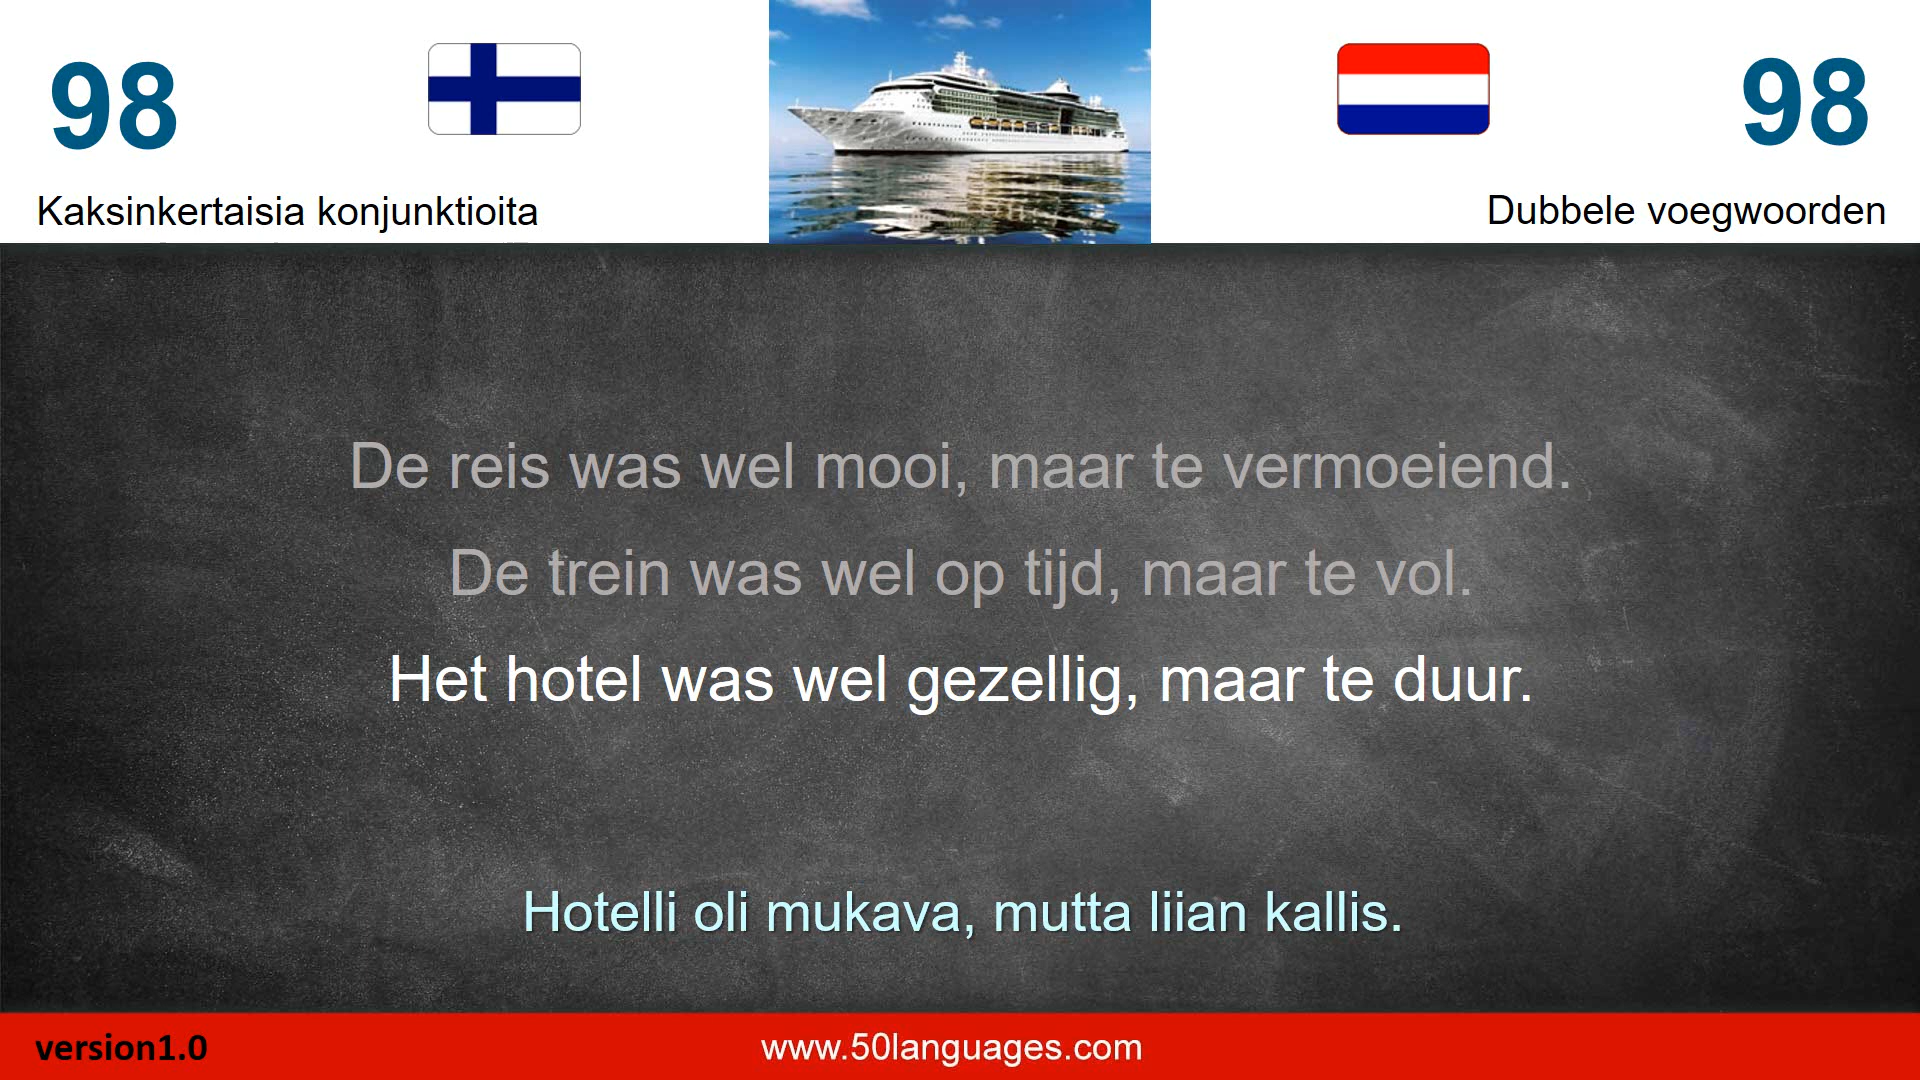 98
98
Kaksinkertaisia konjunktioita
Dubbele voegwoorden
De reis was wel mooi, maar te vermoeiend.
De trein was wel op tijd, maar te vol.
Het hotel was wel gezellig, maar te duur.
Hotelli oli mukava, mutta liian kallis.
version1.0
www.50languages.com